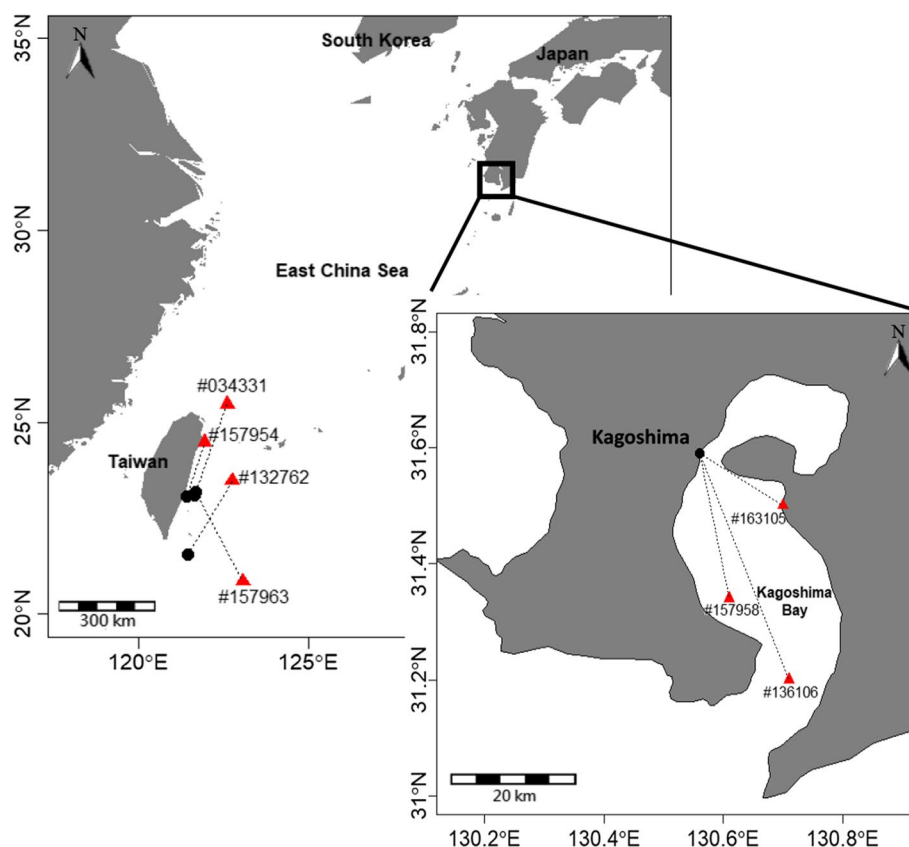 N
South Korea
Japan
35°N
30°N
East China Sea
25°N
20°N
#034331
#157954
Taiwan
#132762
#157963
300 km
120°E
125°E
N
31.8°N
31.6°N
31.4°N
31.2°N
31°N
Kagoshima
#163105
Kagoshima
Bay
#157958
#136106
20 km
130.2°E
130.4°E
130.6°E
130.8°E